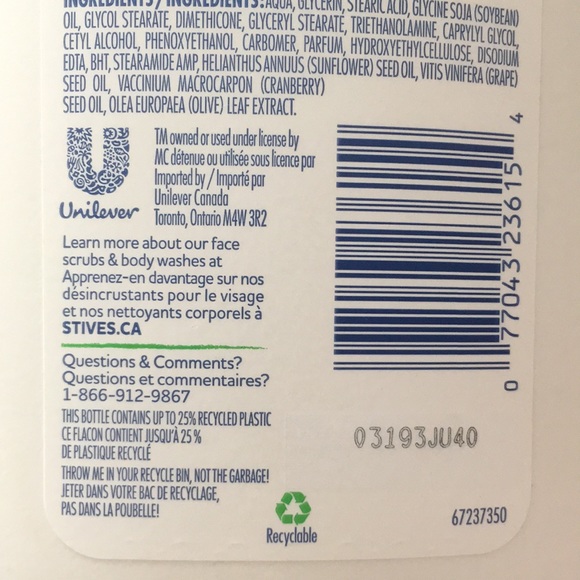 INGREDIENTS / INGRÉDIENTS: AQUA, GLYCERIN, STEARIC ACID, GLYCINE SOJA (SOYBEAN)
OIL, GLYCOL STEARATE, DIMETHICONE, GLYCERYL STEARATE, TRIETHANOLAMINE, CAPRYLYL GLYCOL,
CETYL ALCOHOL, PHENOXYETHANOL, CARBOMER, PARFUM, HYDROXYETHYLCELLULOSE, DISODIUM
EDTA, BHT, STEARAMIDE AMP, HELIANTHUS ANNUUS (SUNFLOWER) SEED OIL, VITIS VINIFERA (GRAPE)
SEED OIL, VACCINIUM MACROCARPON (CRANBERRY)
SEED OIL, OLEA EUROPAEA (OLIVE) LEAF EXTRACT.
Unilever
TM owned or used under license by
MC détenue ou utilisée sous licence par
Imported by / Importé par
Unilever Canada
Toronto, Ontario M4W 3R2
Learn more about our face
scrubs & body washes at
Apprenez-en davantage sur nos
désincrustants pour le visage
et nos nettoyants corporels à
STIVES.CA
Questions & Comments?
Questions et commentaires?
1-866-912-9867
THIS BOTTLE CONTAINS UP TO 25% RECYCLED PLASTIC
CE FLACON CONTIENT JUSQU'À 25 %
DE PLASTIQUE RECYCLÉ
THROW ME IN YOUR RECYCLE BIN, NOT THE GARBAGE!
JETER DANS VOTRE BAC DE RECYCLAGE,
PAS DANS LA POUBELLE!
Recyclable
0 77043 23615 4
03193JU40
67237350